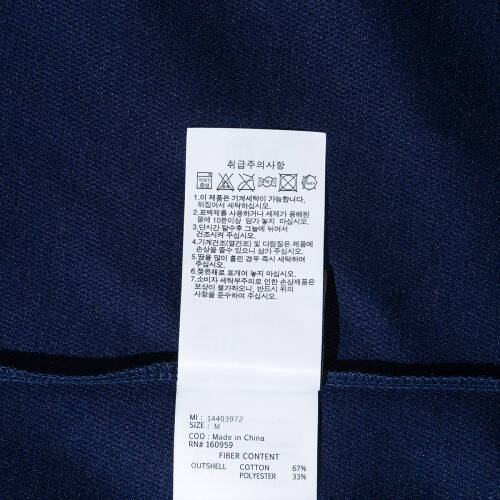 취급주의사항
1.이 제품은 기계세탁이 가능합니다.
뒤집어서 세탁하십시오.
2.표백제를 사용하거나 세제가 용해된
물에 10분이상 담가 놓지 마십시오.
3.단시간 탈수후 그늘에 뉘어서
건조시켜 주십시오.
4.기계건조(열건조) 및 다림질은 제품에
손상을 줄수 있으니 삼가 주십시오.
5.땀을 많이 흘린 경우 즉시 세탁하여
주십시오.
6.젖은채로 포개어 놓지 마십시오.
7.소비자 세탁부주의로 인한 손상제품은
보상이 불가하오니, 반드시 위의
사항을 준수하여 주십시오.
MI : 14403972
SIZE : M
COO : Made in China
RN# 160959
FIBER CONTENT
OUTSHELL COTTON 67%
POLYESTER 33%